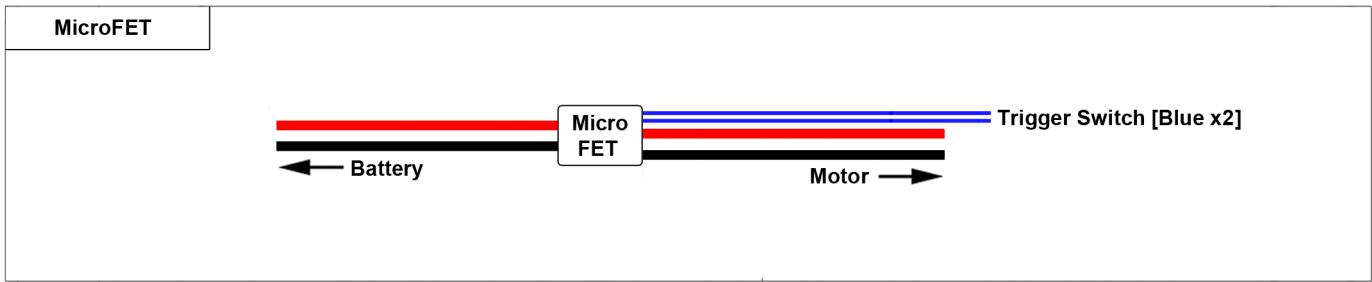 MicroFET
Micro
FET
Trigger Switch [Blue x2]
Battery
Motor